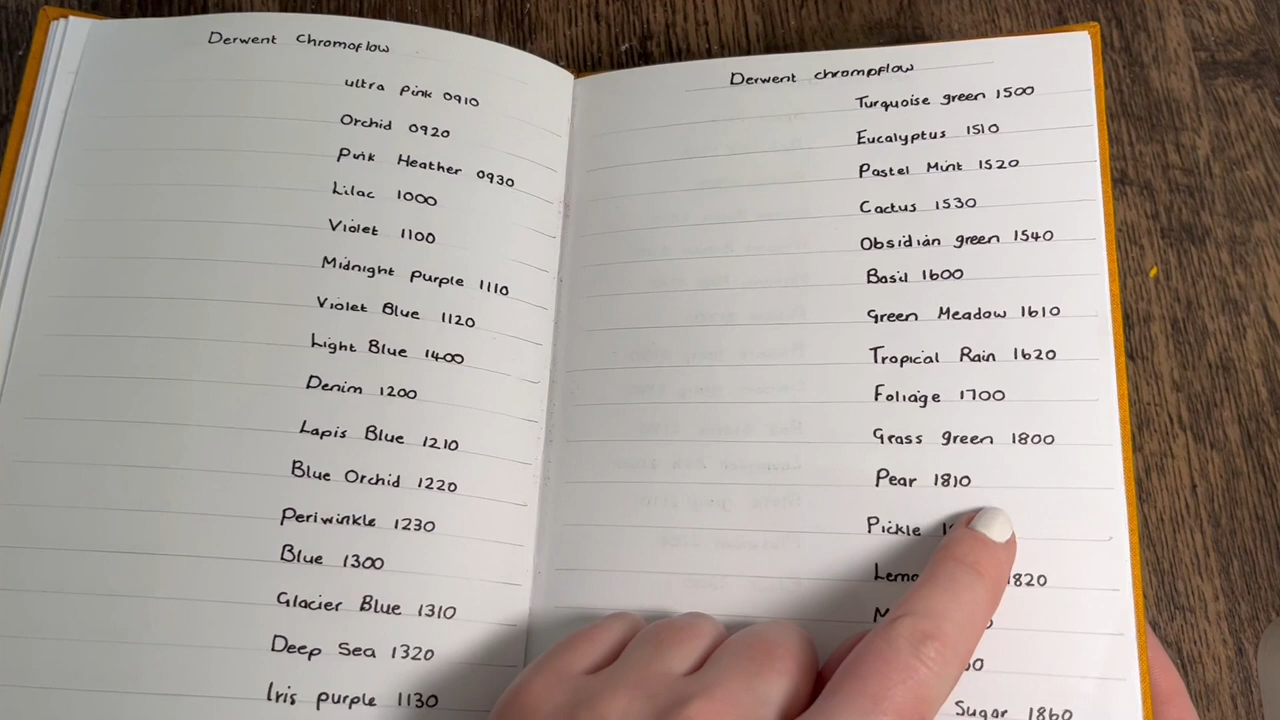 Derwent Chromoflow
ultra Pink 0910
Orchid 0920
Pink Heather 0930
Lilac 1000
Violet 1100
Midnight purple 1110
Violet Blue 1120
Light Blue 1400
Denim 1200
Lapis Blue 1210
Blue Orchid 1220
Periwinkle 1230
Blue 1300
Glacier Blue 1310
Deep Sea 1320
Iris purple 1130
Derwent chromoflow
Turquoise green 1500
Eucalyptus 1510
Pastel Mint 1520
Cactus 1530
Obsidian green 1540
Basil 1600
Green Meadow 1610
Tropical Rain 1620
Foliage 1700
Grass green 1800
Pear 1810
Pickle
1820
Sugar 1860